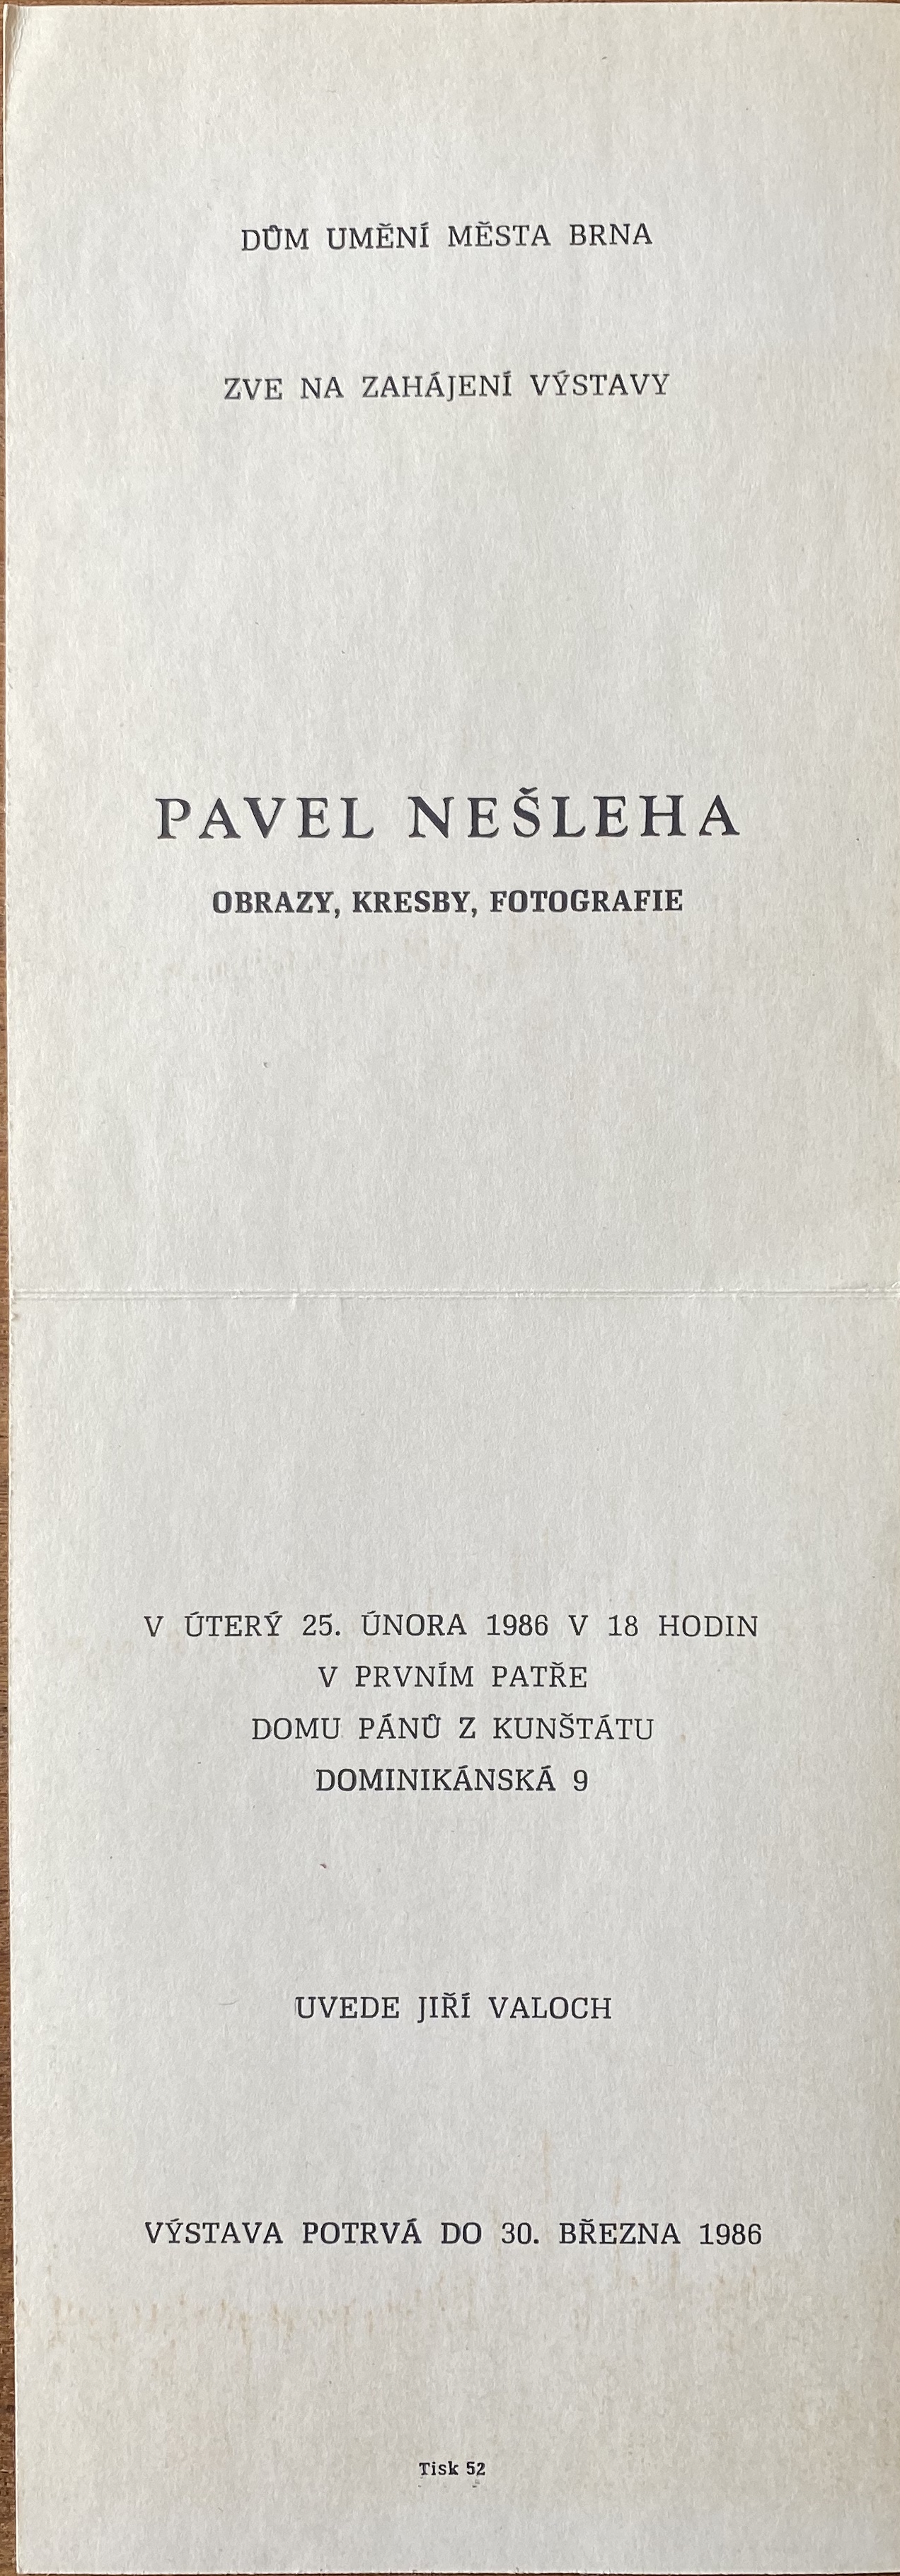 DŮM UMĚNÍ MĚSTA BRNA
ZVE NA ZAHÁJENÍ VÝSTAVY
PAVEL NEŠLEHA
OBRAZY, KRESBY, FOTOGRAFIE
V ÚTERÝ 25. ÚNORA 1986 V 18 HODIN
V PRVNÍM PATŘE
DOMU PÁNŮ Z KUNŠTÁTU
DOMINIKÁNSKÁ 9
UVEDE JIŘÍ VALOCH
VÝSTAVA POTRVÁ DO 30. BŘEZNA 1986
Tisk 52